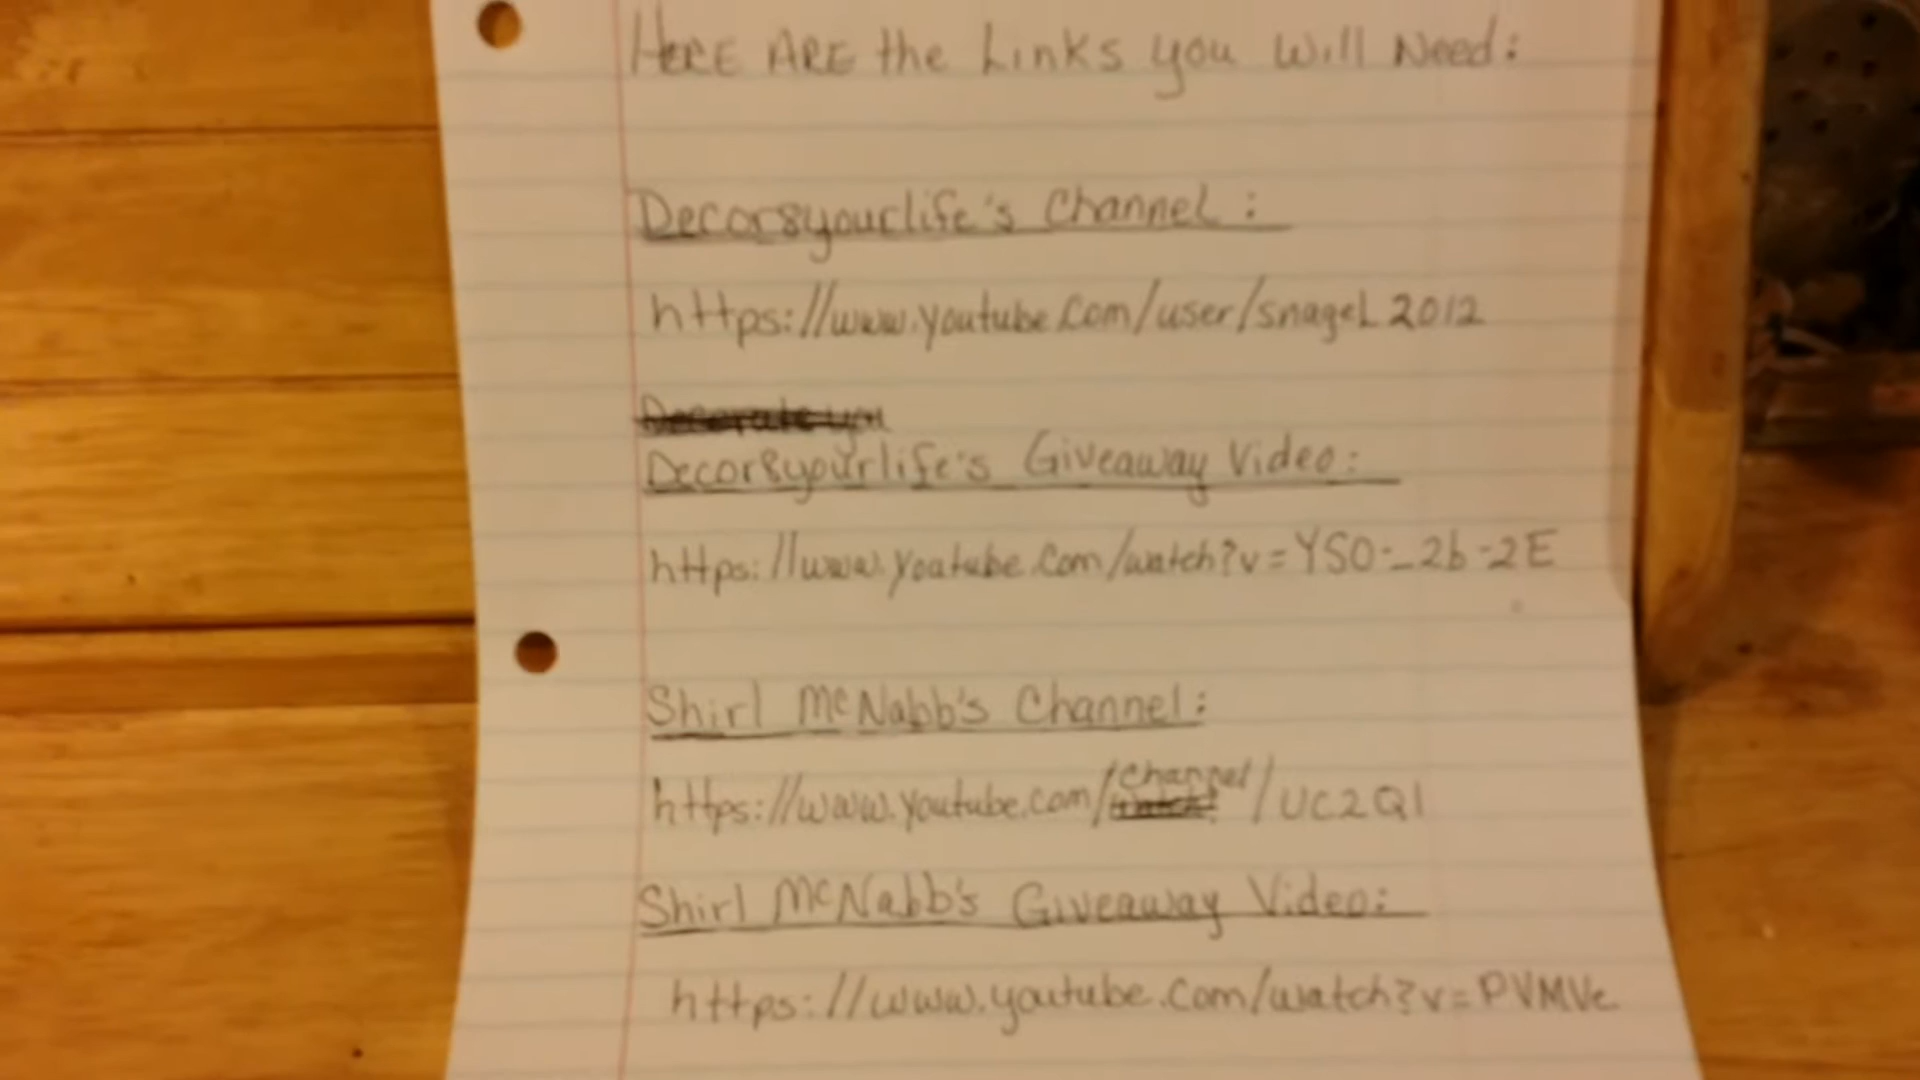 HERE ARE the Links you Will Need:
Decor8yourlife's Channel:
https://www.youtube.com/user/snagel2012
Decor8yourlife's Giveaway Video:
https://www.youtube.com/watch?v=YSO-_2b-2E
Shirl McNabb's Channel:
https://www.youtube.com/channel/UC2Q1
Shirl McNabb's Giveaway Video:
https://www.youtube.com/watch?v=PVMVc